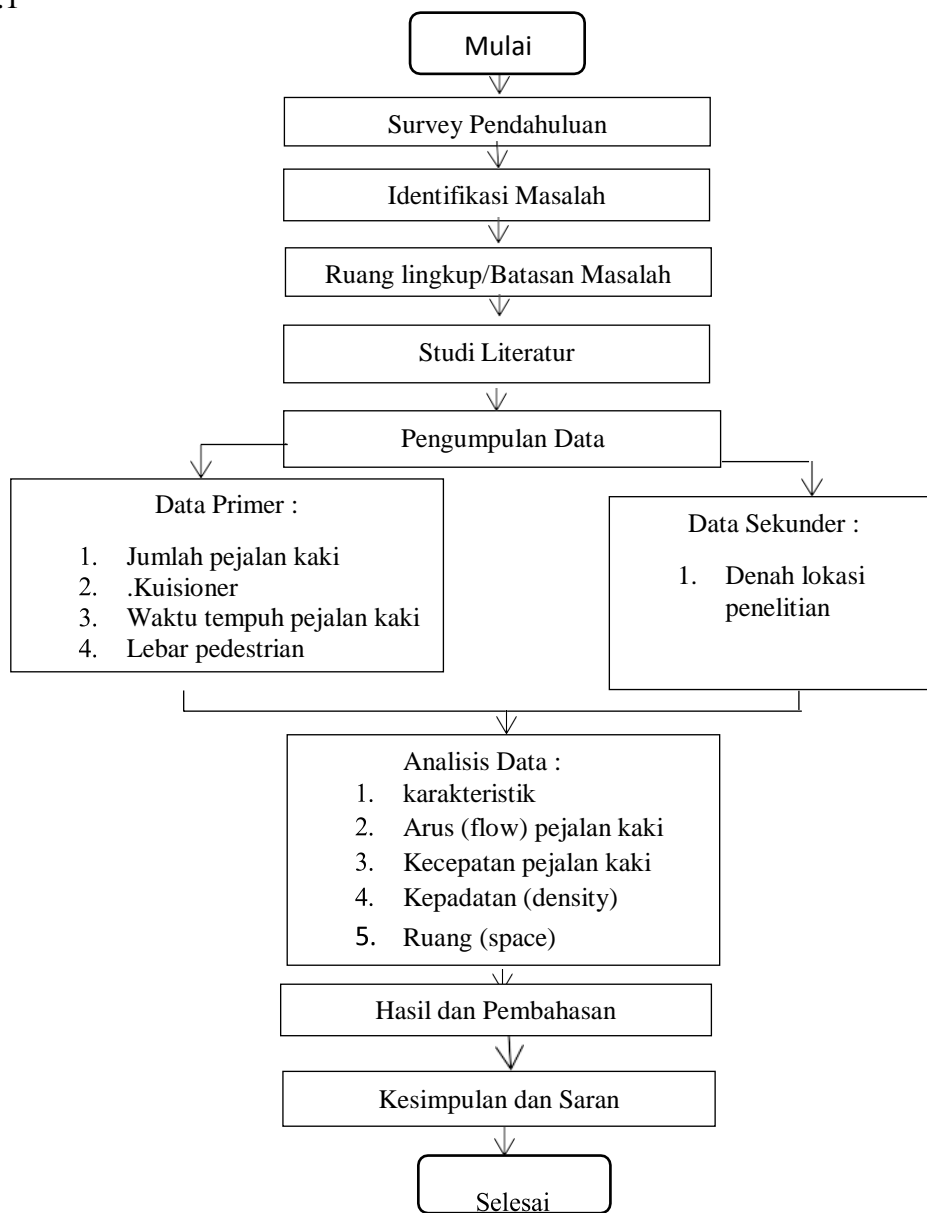 Mulai
Survey Pendahuluan
Identifikasi Masalah
Ruang lingkup/Batasan Masalah
Studi Literatur
Pengumpulan Data
Data Primer :
1. Jumlah pejalan kaki
2. .Kuisioner
3. Waktu tempuh pejalan kaki
4. Lebar pedestrian
Data Sekunder :
1. Denah lokasi
penelitian
Analisis Data :
1. karakteristik
2. Arus (flow) pejalan kaki
3. Kecepatan pejalan kaki
4. Kepadatan (density)
5. Ruang (space)
Hasil dan Pembahasan
Kesimpulan dan Saran
Selesai